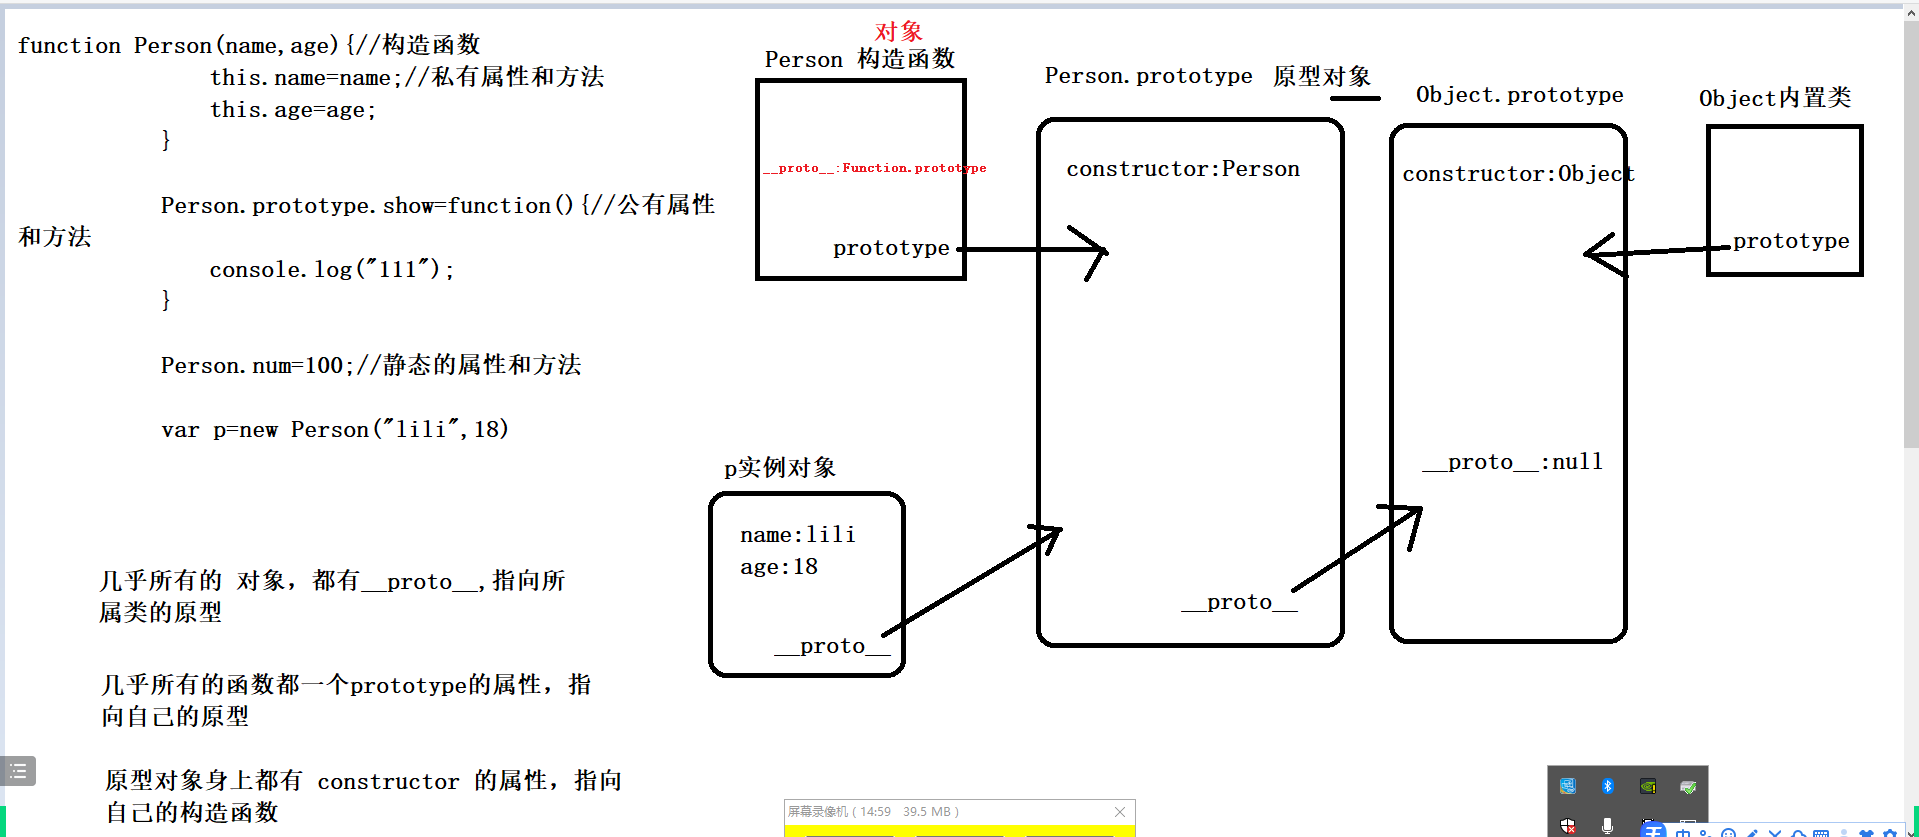 function Person(name,age){//构造函数
this.name=name;//私有属性和方法
this.age=age;
}
Person.prototype.show=function(){//公有属性
和方法
console.log("111");
}
Person.num=100;//静态的属性和方法
var p=new Person("lili",18)
几乎所有的 对象，都有__proto__,指向所
属类的原型
几乎所有的函数都一个prototype的属性，指
向自己的原型
原型对象身上都有 constructor 的属性，指向
自己的构造函数
对象
Person 构造函数
__proto__:Function.prototype
prototype
p实例对象
name:lili
age:18
__proto__
Person.prototype 原型对象
constructor:Person
__proto__
Object.prototype
constructor:Object
__proto__:null
Object内置类
prototype
屏幕录像机 ( 14:59 39.5 MB )
中